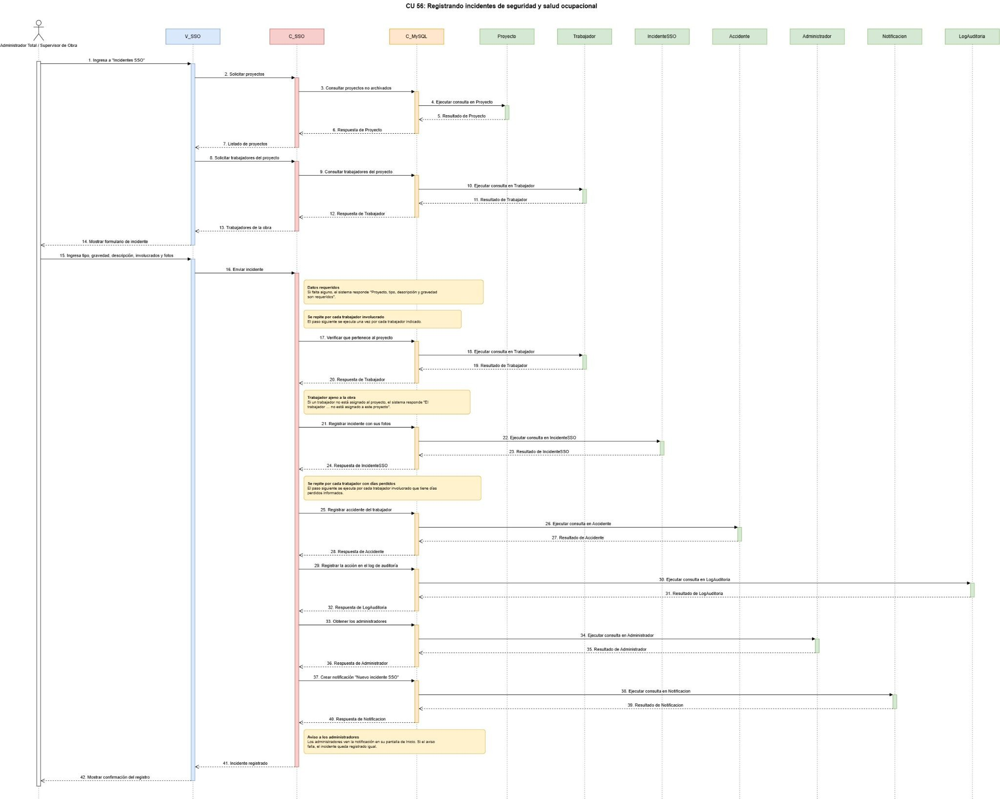 CU 56: Registrando incidentes de seguridad y salud ocupacional
Administrador Total / Supervisor de Obra
V_SSO
C_SSO
C_MySQL
Proyecto
Trabajador
IncidenteSSO
Accidente
Administrador
Notificacion
LogAuditoria
1. Ingresa a "Incidentes SSO"
2. Solicitar proyectos
3. Consultar proyectos no archivados
4. Ejecutar consulta en Proyecto
5. Resultado de Proyecto
6. Respuesta de Proyecto
7. Listado de proyectos
8. Solicitar trabajadores del proyecto
9. Consultar trabajadores del proyecto
10. Ejecutar consulta en Trabajador
11. Resultado de Trabajador
12. Respuesta de Trabajador
13. Trabajadores de la obra
14. Mostrar formulario de incidente
15. Ingresa tipo, gravedad, descripción, involucrados y fotos
16. Enviar incidente
Datos requeridos
Si falta alguno, el sistema responde "Proyecto, tipo, descripción y gravedad
son requeridos".
Se repite por cada trabajador involucrado
El paso siguiente se ejecuta una vez por cada trabajador indicado.
17. Verificar que pertenece al proyecto
18. Ejecutar consulta en Trabajador
19. Resultado de Trabajador
20. Respuesta de Trabajador
Trabajador ajeno a la obra
Si un trabajador no está asignado al proyecto, el sistema responde "El
trabajador ... no está asignado a este proyecto".
21. Registrar incidente con sus fotos
22. Ejecutar consulta en IncidenteSSO
23. Resultado de IncidenteSSO
24. Respuesta de IncidenteSSO
Se repite por cada trabajador con días perdidos
El paso siguiente se ejecuta por cada trabajador involucrado que tiene días
perdidos informados.
25. Registrar accidente del trabajador
26. Ejecutar consulta en Accidente
27. Resultado de Accidente
28. Respuesta de Accidente
29. Registrar la acción en el log de auditoría
30. Ejecutar consulta en LogAuditoria
31. Resultado de LogAuditoria
32. Respuesta de LogAuditoria
33. Obtener los administradores
34. Ejecutar consulta en Administrador
35. Resultado de Administrador
36. Respuesta de Administrador
37. Crear notificación "Nuevo incidente SSO"
38. Ejecutar consulta en Notificacion
39. Resultado de Notificacion
40. Respuesta de Notificacion
Aviso a los administradores
Los administradores ven la notificación en su pantalla de Inicio. Si el aviso
falla, el incidente queda registrado igual.
41. Incidente registrado
42. Mostrar confirmación del registro